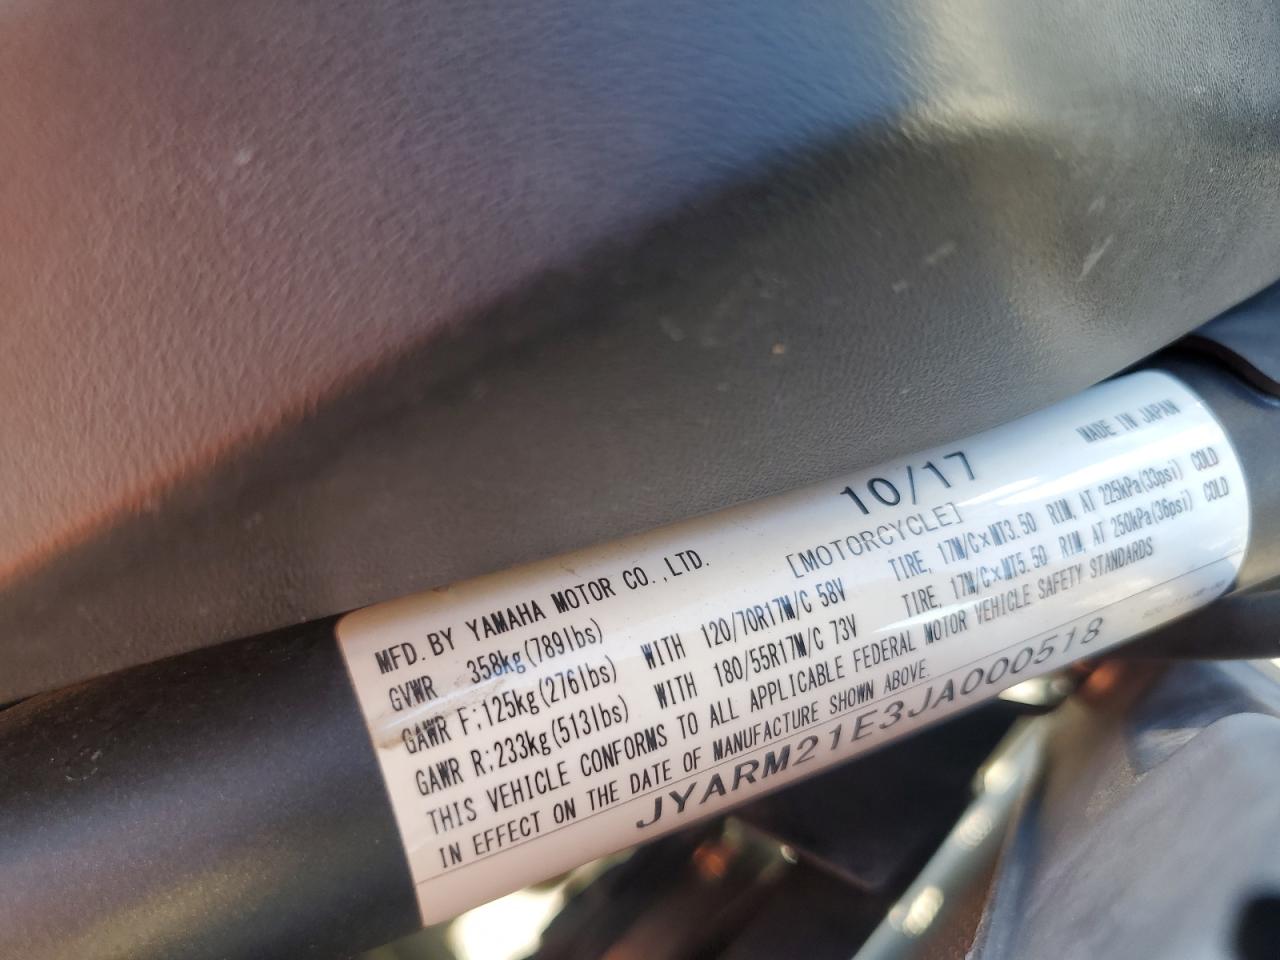 10/17 MADE IN JAPAN
MFD. BY YAMAHA MOTOR CO.,LTD. [MOTORCYCLE]
GVWR 358kg(789lbs)
GAWR F;125kg(276lbs) WITH 120/70R17M/C 58V TIRE, 17M/C×MT3.50 RIM, AT 225kPa(33psi) COLD
GAWR R;233kg(513lbs) WITH 180/55R17M/C 73V TIRE, 17M/C×MT5.50 RIM, AT 250kPa(36psi) COLD
THIS VEHICLE CONFORMS TO ALL APPLICABLE FEDERAL MOTOR VEHICLE SAFETY STANDARDS
IN EFFECT ON THE DATE OF MANUFACTURE SHOWN ABOVE.
JYARM21E3JA000518